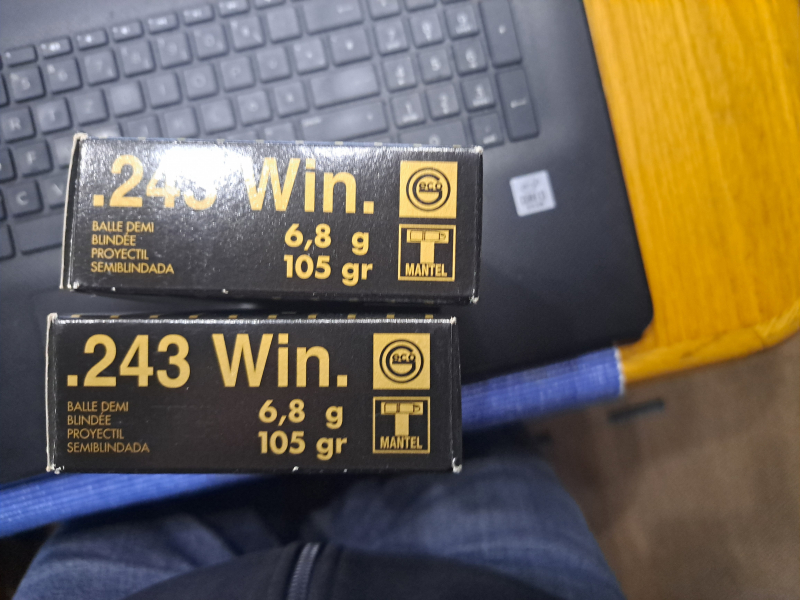 .243 Win.
Geco
BALLE DEMI
BLINDÉE
PROYECTIL
SEMIBLINDADA
6,8 g
105 gr
T
MANTEL
.243 Win.
Geco
BALLE DEMI
BLINDÉE
PROYECTIL
SEMIBLINDADA
6,8 g
105 gr
T
MANTEL